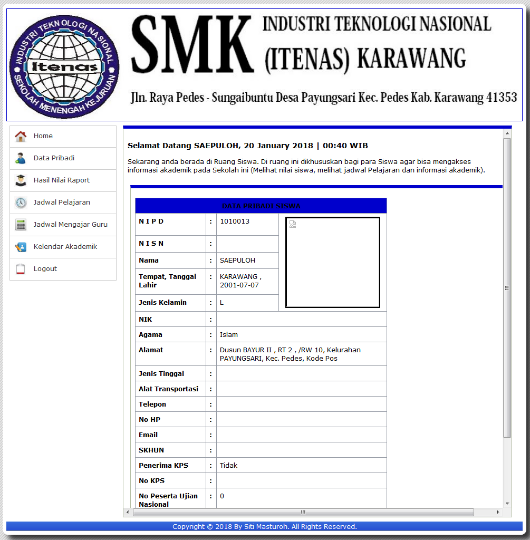 INDUSTRI TEKNOLOGI NASIONAL
Itenas
SEKOLAH MENENGAH KEJURUAN
SMK INDUSTRI TEKNOLOGI NASIONAL
(ITENAS) KARAWANG
Jln. Raya Pedes - Sungaibuntu Desa Payungsari Kec. Pedes Kab. Karawang 41353
Home
Data Pribadi
Hasil Nilai Raport
Jadwal Pelajaran
Jadwal Mengajar Guru
Kelendar Akademik
Logout
Selamat Datang SAEPULOH, 20 January 2018 | 00:40 WIB
Sekarang anda berada di Ruang Siswa. Di ruang ini dikhususkan bagi para Siswa agar bisa mengakses
informasi akademik pada Sekolah ini (Melihat nilai siswa, melihat jadwal Pelajaran dan informasi akademik).
DATA PRIBADI SISWA
N I P D : 1010013
N I S N :
Nama : SAEPULOH
Tempat, Tanggal : KARAWANG ,
Lahir 2001-07-07
Jenis Kelamin : L
NIK :
Agama : Islam
Alamat : Dusun BAYUR II , RT 2 , /RW 10, Kelurahan
PAYUNGSARI, Kec. Pedes, Kode Pos
Jenis Tinggal :
Alat Transportasi :
Telepon :
No HP :
Email :
SKHUN :
Penerima KPS : Tidak
No KPS :
No Peserta Ujian : 0
Nasional
Copyright © 2018 By Siti Masturoh. All Rights Reserved.